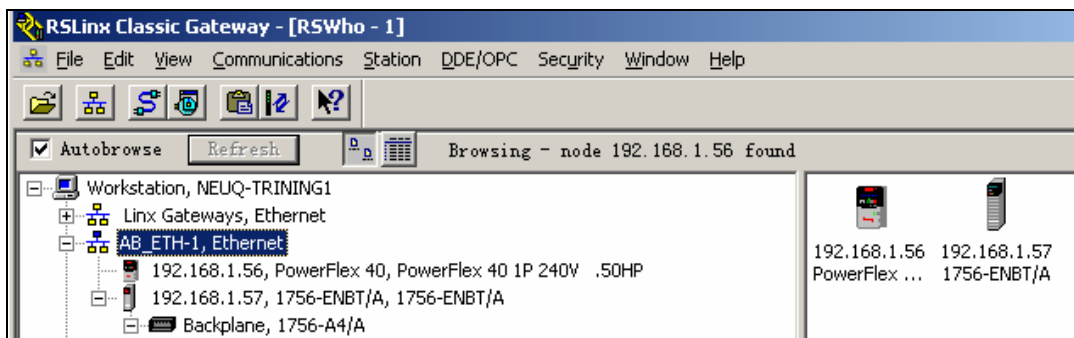 RSLinx Classic Gateway - [RSWho - 1]
File Edit View Communications Station DDE/OPC Security Window Help
Autobrowse Refresh Browsing - node 192.168.1.56 found
Workstation, NEUQ-TRINING1
Linx Gateways, Ethernet
AB_ETH-1, Ethernet
192.168.1.56, PowerFlex 40, PowerFlex 40 1P 240V .50HP
192.168.1.57, 1756-ENBT/A, 1756-ENBT/A
Backplane, 1756-A4/A
192.168.1.56 192.168.1.57
PowerFlex ... 1756-ENBT/A